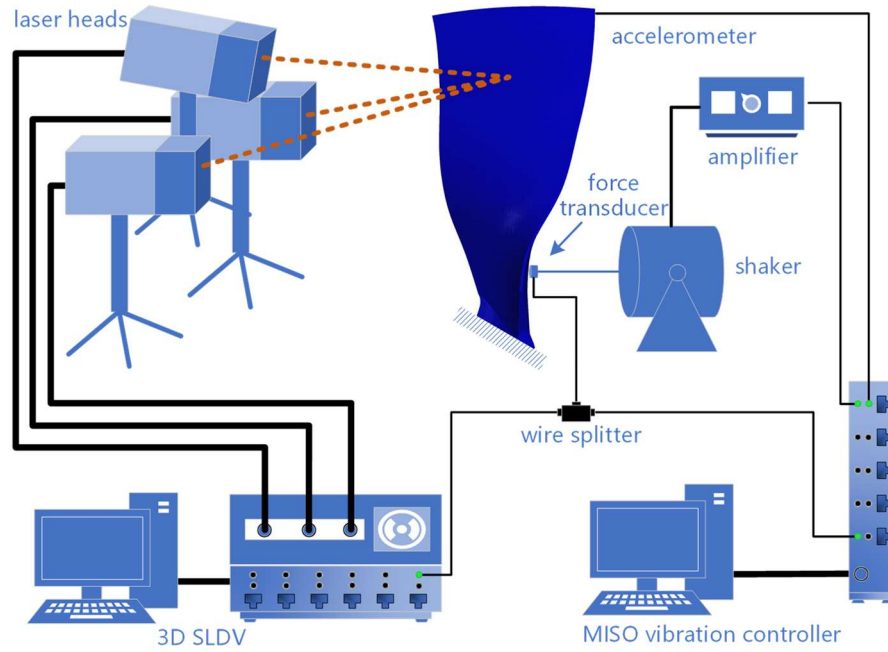 laser heads
accelerometer
amplifier
force
transducer
shaker
wire splitter
3D SLDV
MISO vibration controller